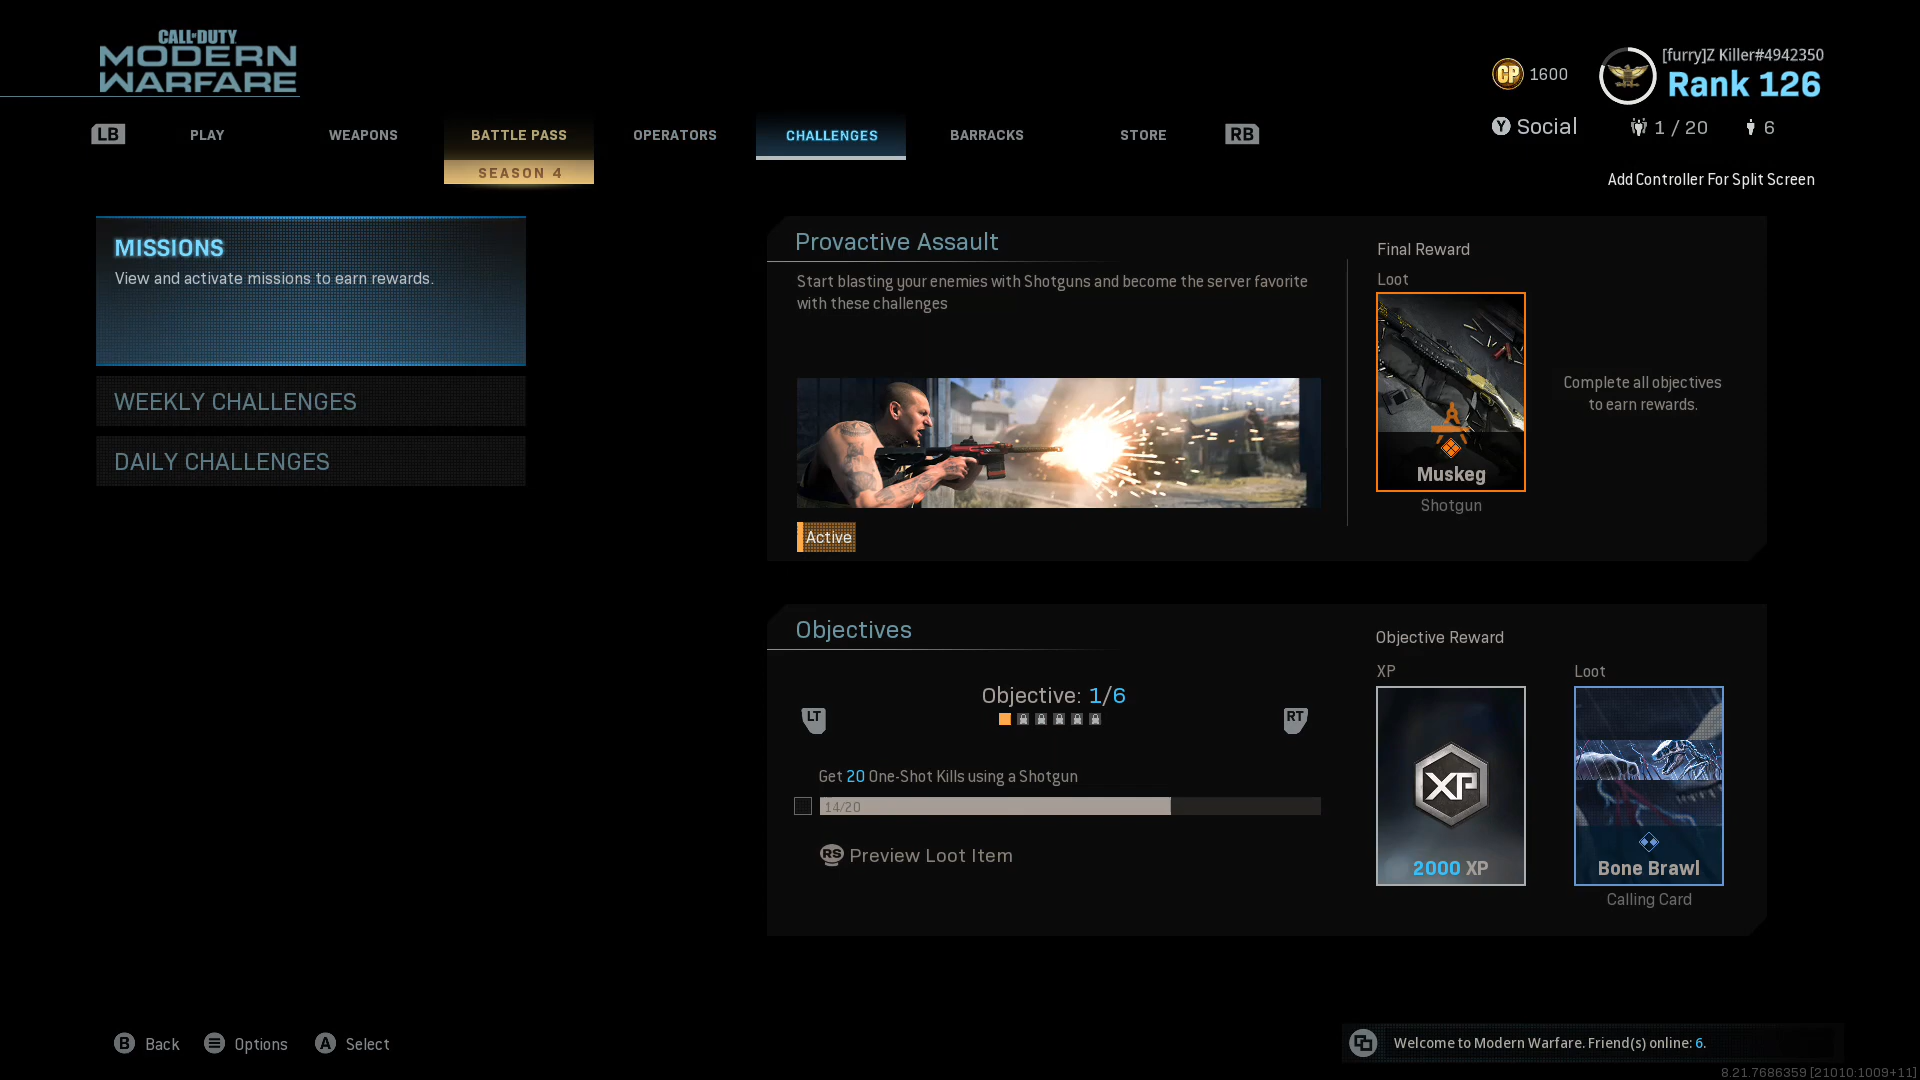 CALL OF DUTY
MODERN
WARFARE
CP 1600
[furry]Z Killer#4942350
Rank 126
LB PLAY WEAPONS BATTLE PASS OPERATORS CHALLENGES BARRACKS STORE RB
SEASON 4
Y Social 1 / 20 6
Add Controller For Split Screen
MISSIONS
View and activate missions to earn rewards.
WEEKLY CHALLENGES
DAILY CHALLENGES
Provactive Assault
Start blasting your enemies with Shotguns and become the server favorite
with these challenges
Active
Final Reward
Loot
Muskeg
Shotgun
Complete all objectives
to earn rewards.
Objectives
Objective: 1/6
LT RT
Get 20 One-Shot Kills using a Shotgun
14/20
RS Preview Loot Item
Objective Reward
XP
XP
2000 XP
Loot
Bone Brawl
Calling Card
B Back Options A Select
Welcome to Modern Warfare. Friend(s) online: 6.
8.21.7686359 [21010:1009+11]